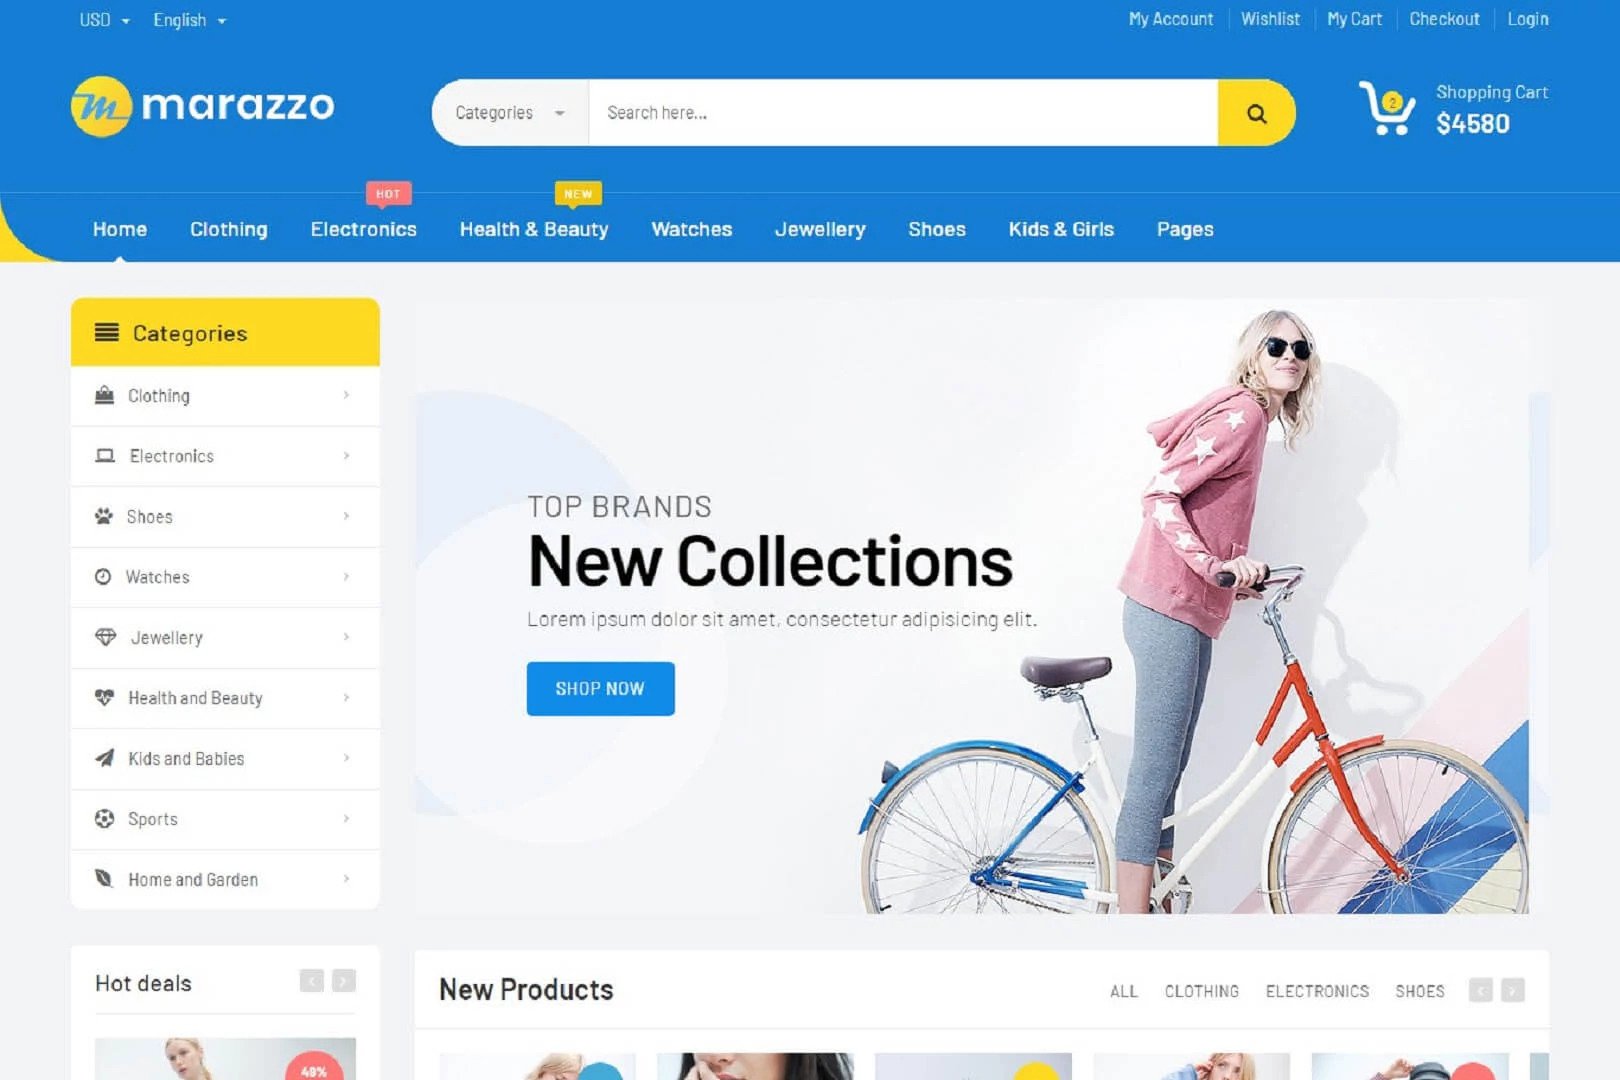 USD English My Account Wishlist My Cart Checkout Login
m marazzo
Categories Search here...
2
Shopping Cart
$4580
HOT NEW
Home Clothing Electronics Health & Beauty Watches Jewellery Shoes Kids & Girls Pages
Categories
Clothing
Electronics
Shoes
Watches
Jewellery
Health and Beauty
Kids and Babies
Sports
Home and Garden
TOP BRANDS
New Collections
Lorem ipsum dolor sit amet, consectetur adipisicing elit.
SHOP NOW
Hot deals
49%
New Products ALL CLOTHING ELECTRONICS SHOES